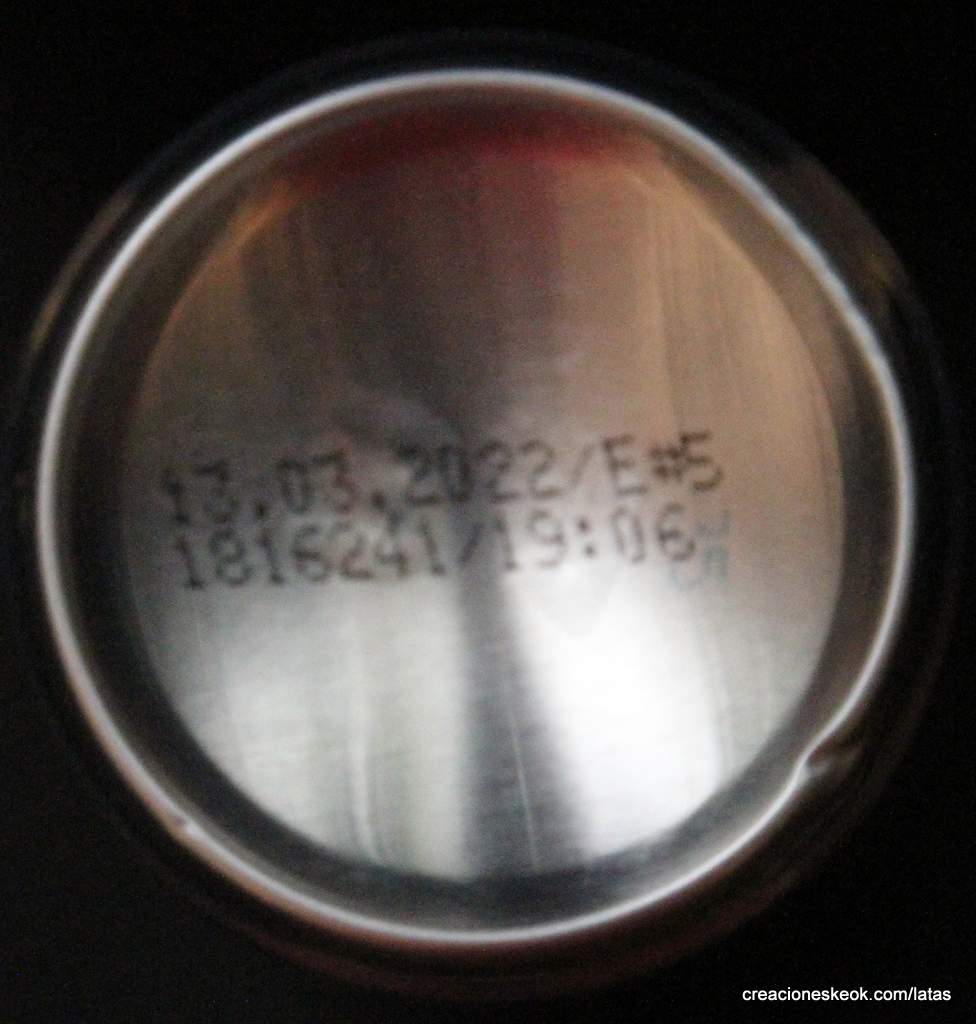 13.03.2022/E#5
1816241/19:06
creacioneskeok.com/latas